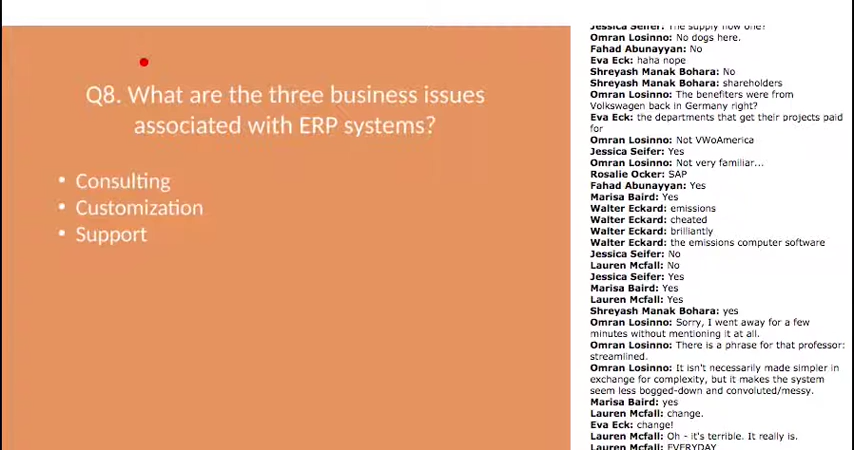 Q8. What are the three business issues
associated with ERP systems?
• Consulting
• Customization
• Support
Jessica Seifer: The supply flow one?
Omran Losinno: No dogs here.
Fahad Abunayyan: No
Eva Eck: haha nope
Shreyash Manak Bohara: No
Shreyash Manak Bohara: shareholders
Omran Losinno: The benefiters were from
Volkswagen back in Germany right?
Eva Eck: the departments that get their projects paid
for
Omran Losinno: Not VWoAmerica
Jessica Seifer: Yes
Omran Losinno: Not very familiar...
Rosalie Ocker: SAP
Fahad Abunayyan: Yes
Marisa Baird: Yes
Walter Eckard: emissions
Walter Eckard: cheated
Walter Eckard: brilliantly
Walter Eckard: the emissions computer software
Jessica Seifer: No
Lauren Mcfall: No
Jessica Seifer: Yes
Marisa Baird: Yes
Lauren Mcfall: Yes
Shreyash Manak Bohara: yes
Omran Losinno: Sorry, I went away for a few
minutes without mentioning it at all.
Omran Losinno: There is a phrase for that professor:
streamlined.
Omran Losinno: It isn't necessarily made simpler in
exchange for complexity, but it makes the system
seem less bogged-down and convoluted/messy.
Marisa Baird: yes
Lauren Mcfall: change.
Eva Eck: change!
Lauren Mcfall: Oh - it's terrible. It really is.
Lauren Mcfall: EVERYDAY